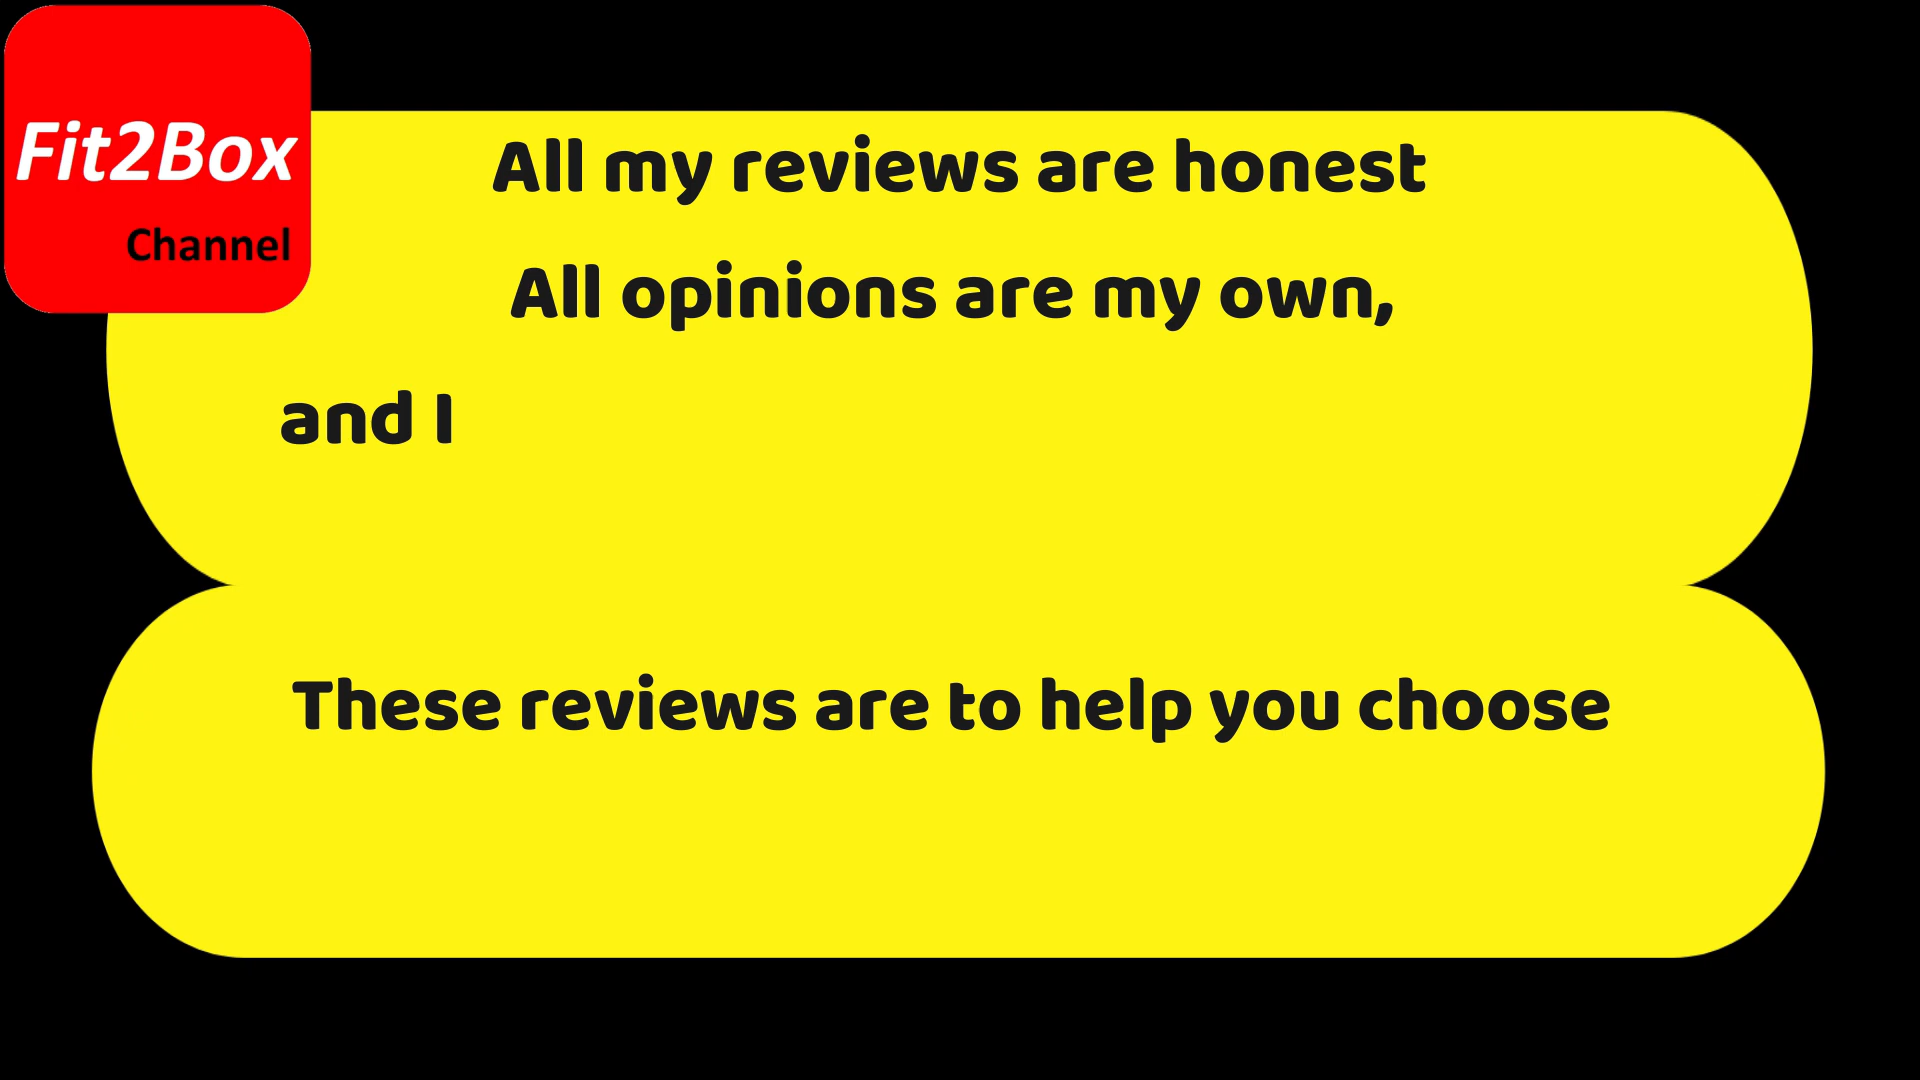 Fit2Box
Channel
All my reviews are honest
All opinions are my own,
and I
These reviews are to help you choose